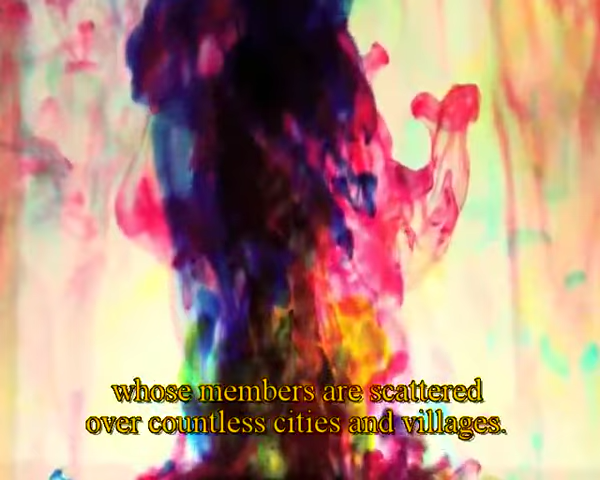 whose members are scattered
over countless cities and villages.